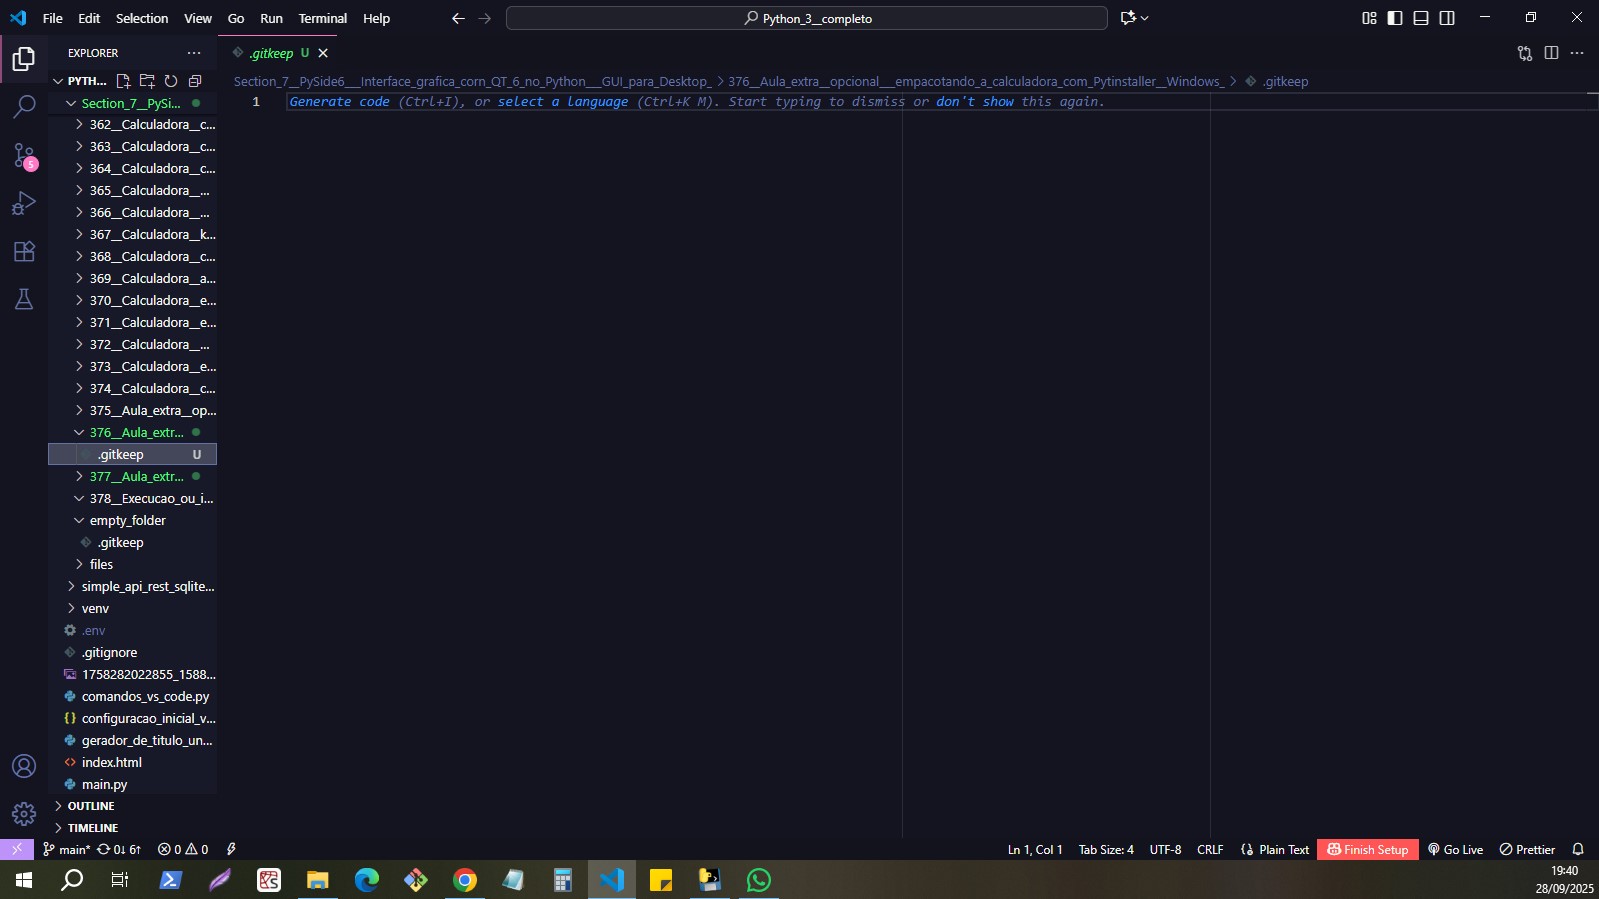 File Edit Selection View Go Run Terminal Help
Python_3__completo
EXPLORER
.gitkeep U
PYTH...
Section_7__PySide6___Interface_grafica_corn_QT_6_no_Python___GUI_para_Desktop_ > 376__Aula_extra__opcional___empacotando_a_calculadora_com_Pytinstaller__Windows_ > .gitkeep
1 Generate code (Ctrl+I), or select a language (Ctrl+K M). Start typing to dismiss or don't show this again.
Section_7__PySi...
362__Calculadora__c...
363__Calculadora__c...
364__Calculadora__c...
365__Calculadora__...
366__Calculadora__...
367__Calculadora__k...
368__Calculadora__c...
369__Calculadora__a...
370__Calculadora__e...
371__Calculadora__e...
372__Calculadora__...
373__Calculadora__e...
374__Calculadora__c...
375__Aula_extra__op...
376__Aula_extr...
.gitkeep U
377__Aula_extr...
378__Execucao_ou_i...
empty_folder
.gitkeep
files
simple_api_rest_sqlite...
venv
.env
.gitignore
1758282022855_1588...
comandos_vs_code.py
configuracao_inicial_v...
gerador_de_titulo_un...
index.html
main.py
OUTLINE
TIMELINE
5
main* 0↓ 6↑ 0 0
Ln 1, Col 1 Tab Size: 4 UTF-8 CRLF Plain Text Finish Setup Go Live Prettier
19:40
28/09/2025